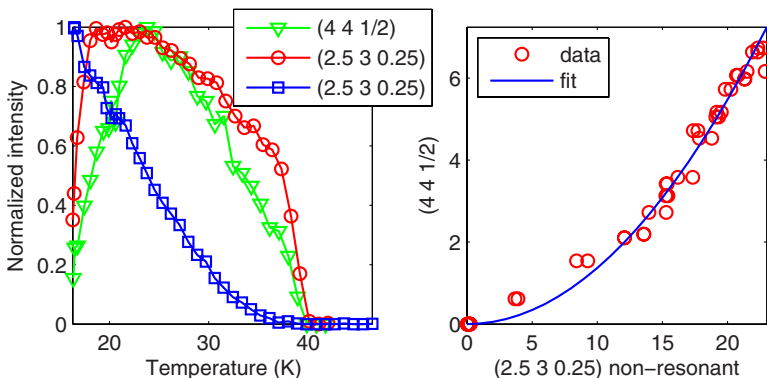 (4 4 1/2)
(2.5 3 0.25)
(2.5 3 0.25)
Normalized intensity
1
0.8
0.6
0.4
0.2
0
20
30
40
Temperature (K)
data
fit
(4 4 1/2)
6
4
2
0
0
5
10
15
20
(2.5 3 0.25) non−resonant